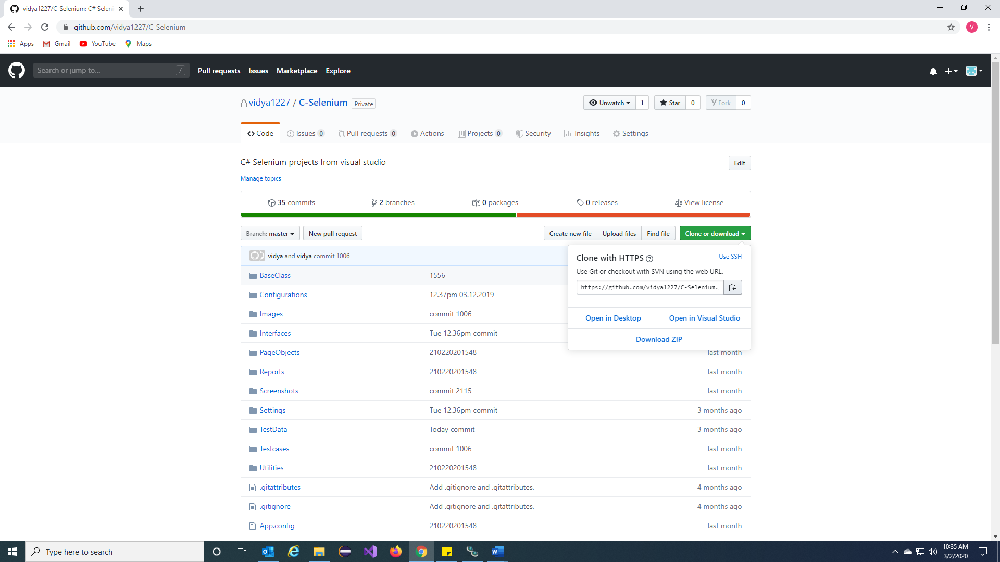 vidya1227/C-Selenium: C# Selen
github.com/vidya1227/C-Selenium
V
Apps Gmail YouTube Maps
Search or jump to... /
Pull requests Issues Marketplace Explore
vidya1227 / C-Selenium Private
Unwatch 1 Star 0 Fork 0
Code Issues 0 Pull requests 0 Actions Projects 0 Security Insights Settings
C# Selenium projects from visual studio
Edit
Manage topics
35 commits 2 branches 0 packages 0 releases View license
Branch: master New pull request Create new file Upload files Find file Clone or download
vidya and vidya commit 1006
Clone with HTTPS Use SSH
Use Git or checkout with SVN using the web URL.
https://github.com/vidya1227/C-Selenium.
Open in Desktop Open in Visual Studio
Download ZIP
BaseClass 1556
Configurations 12.37pm 03.12.2019
Images commit 1006
Interfaces Tue 12.36pm commit
PageObjects 210220201548 last month
Reports 210220201548 last month
Screenshots commit 2115 last month
Settings Tue 12.36pm commit 3 months ago
TestData Today commit 3 months ago
Testcases commit 1006 last month
Utilities 210220201548 last month
.gitattributes Add .gitignore and .gitattributes. 4 months ago
.gitignore Add .gitignore and .gitattributes. 4 months ago
App.config 210220201548 last month
Type here to search
10:35 AM
3/2/2020